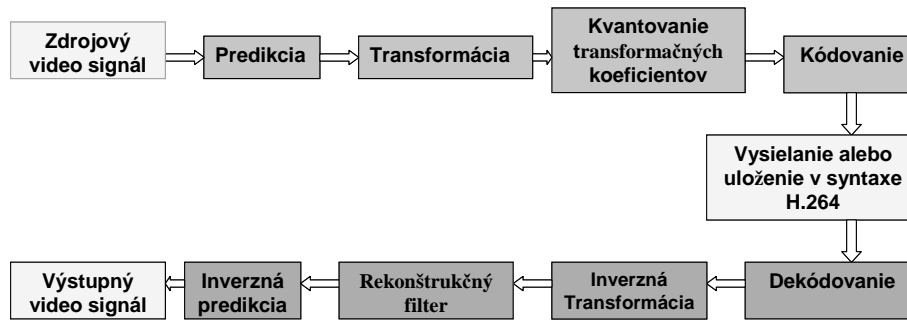 Zdrojový
video signál
Predikcia
Transformácia
Kvantovanie
transformačných
koeficientov
Kódovanie
Vysielanie alebo
uloženie v syntaxe
H.264
Výstupný
video signál
Inverzná
predikcia
Rekonštrukčný
filter
Inverzná
Transformácia
Dekódovanie